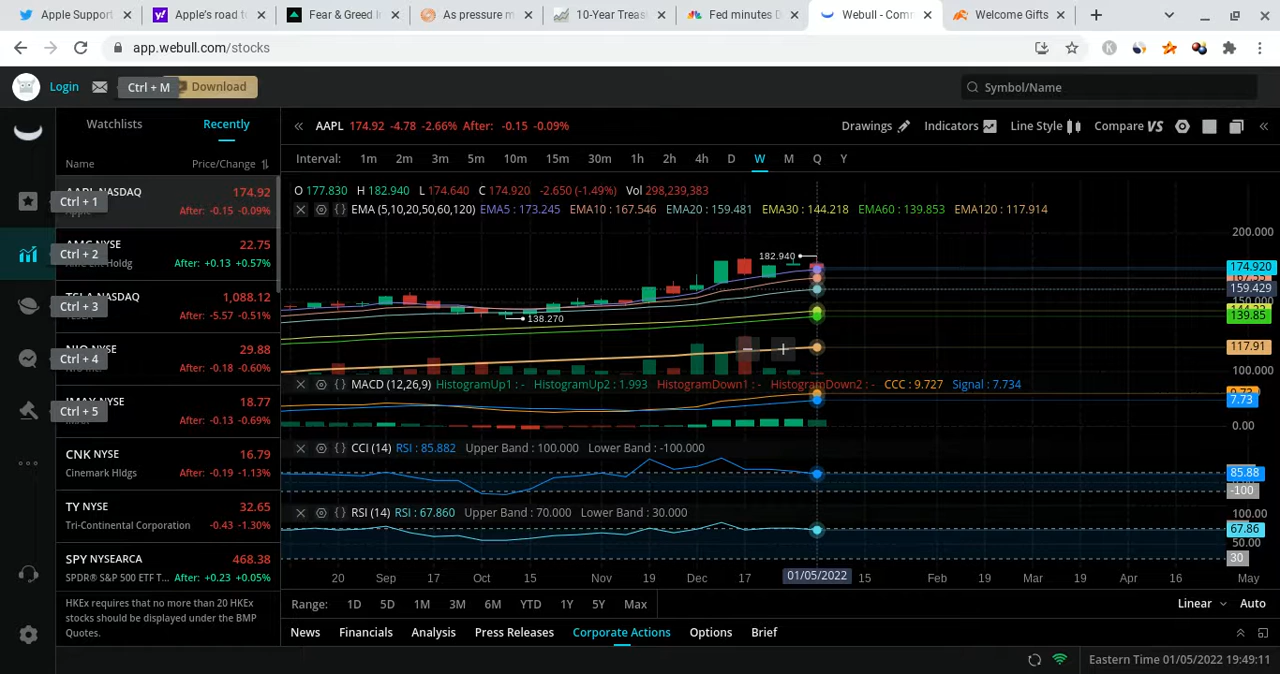 Apple Support
Apple's road to
Fear & Greed I
As pressure m
10-Year Treas
Fed minutes D
Webull - Com
Welcome Gifts
app.webull.com/stocks
Login
Ctrl + M
Download
Symbol/Name
Watchlists
Recently
Name
Price/Change
NASDAQ
174.92
Ctrl + 1
After: -0.15 -0.09%
NYSE
22.75
Ctrl + 2
Holdg
After: +0.13 +0.57%
NASDAQ
1,088.12
Ctrl + 3
-5.57 -0.51%
NYSE
29.88
Ctrl + 4
-0.18 -0.60%
NYSE
18.77
Ctrl + 5
-0.13 -0.69%
CNK NYSE
16.79
Cinemark Hldgs
-0.19 -1.13%
TY NYSE
32.65
Tri-Continental Corporation
-0.43 -1.30%
SPY NYSEARCA
468.38
SPDR® S&P 500 ETF T...
After: +0.23 +0.05%
HKEx requires that no more than 20 HKEx
stocks should be displayed under the BMP
Quotes.
AAPL 174.92 -4.78 -2.66% After: -0.15 -0.09%
Drawings
Indicators
Line Style
Compare VS
Interval: 1m 2m 3m 5m 10m 15m 30m 1h 2h 4h D W M Q Y
O 177.830 H 182.940 L 174.640 C 174.920 -2.650 (-1.49%) Vol 298,239,383
EMA (5,10,20,50,60,120) EMA5 : 173.245 EMA10 : 167.546 EMA20 : 159.481 EMA30 : 144.218 EMA60 : 139.853 EMA120 : 117.914
200.000
182.940
174.920
159.429
150.000
139.85
138.270
117.91
100.000
MACD (12,26,9) HistogramUp1 : - HistogramUp2 : 1.993 HistogramDown1 : - HistogramDown2 : - CCC : 9.727 Signal : 7.734
7.73
0.00
CCI (14) RSI : 85.882 Upper Band : 100.000 Lower Band : -100.000
85.88
-100
RSI (14) RSI : 67.860 Upper Band : 70.000 Lower Band : 30.000
100.00
67.86
50.00
30
20 Sep 17 Oct 15 Nov 19 Dec 17 01/05/2022 15 Feb 19 Mar 19 Apr 16 May
Range: 1D 5D 1M 3M 6M YTD 1Y 5Y Max
Linear
Auto
News Financials Analysis Press Releases Corporate Actions Options Brief
Eastern Time 01/05/2022 19:49:11